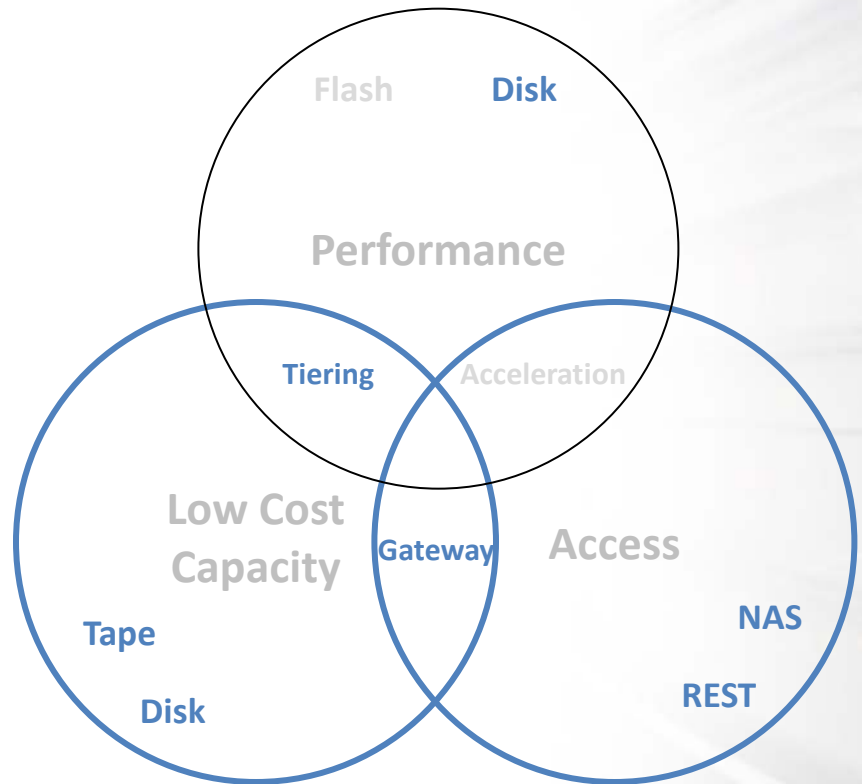 Flash Disk
Performance
Tiering Acceleration
Low Cost
Capacity
Gateway
Access
Tape
NAS
Disk
REST